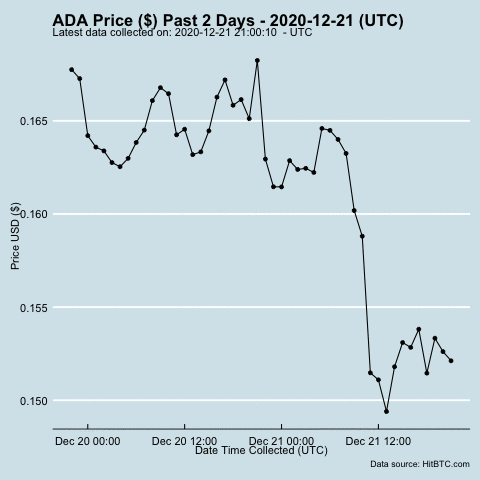 ADA Price ($) Past 2 Days - 2020-12-21 (UTC)
Latest data collected on: 2020-12-21 21:00:10  - UTC
Price USD ($)
0.165
0.160
0.155
0.150
Dec 20 00:00 Dec 20 12:00 Dec 21 00:00 Dec 21 12:00
Date Time Collected (UTC)
Data source: HitBTC.com